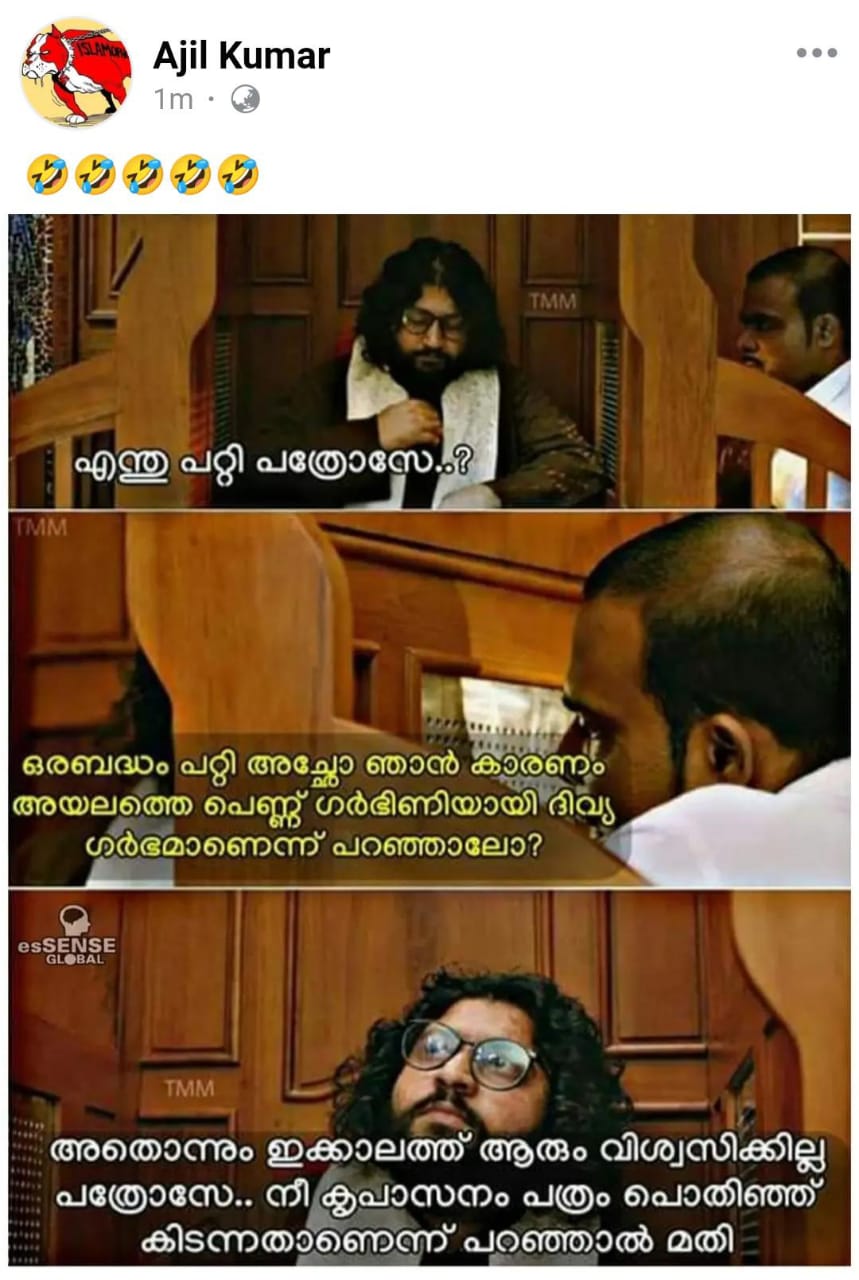 ISLAMOPH
Ajil Kumar
1m ·
TMM
എന്തു പറ്റി പത്രോസേ..?
TMM
ഒരബദ്ധം പറ്റി അച്ഛോ ഞാൻ കാരണം
അയലത്തെ പെണ്ണ് ഗർഭിണിയായി ദിവ്യ
ഗർഭമാണെന്ന് പറഞ്ഞാലോ?
esSENSE
GLOBAL
TMM
അതൊന്നും ഇക്കാലത്ത് ആരും വിശ്വസിക്കില്ല
പത്രോസേ.. നീ കൃപാസനം പത്രം പൊതിഞ്ഞ്
കിടന്നതാണെന്ന് പറഞ്ഞാൽ മതി